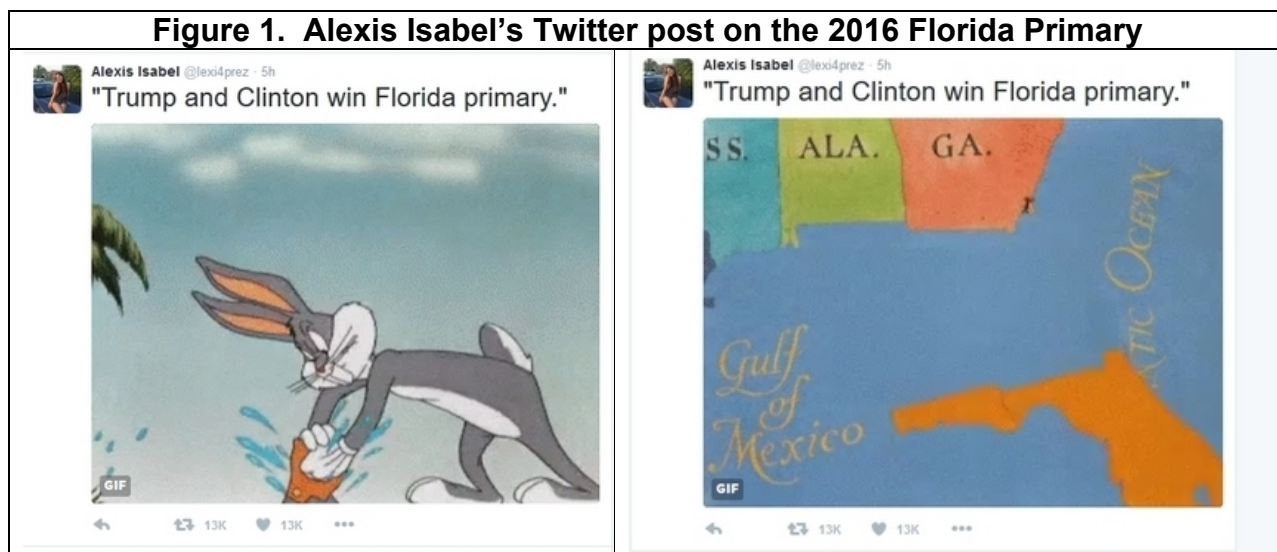 Figure 1. Alexis Isabel's Twitter post on the 2016 Florida Primary
Alexis Isabel @lexi4prez · 5h
"Trump and Clinton win Florida primary."
GIF
13K 13K
Alexis Isabel @lexi4prez · 5h
"Trump and Clinton win Florida primary."
SS. ALA. GA.
TIC OCEAN
Gulf
of
Mexico
GIF
13K 13K